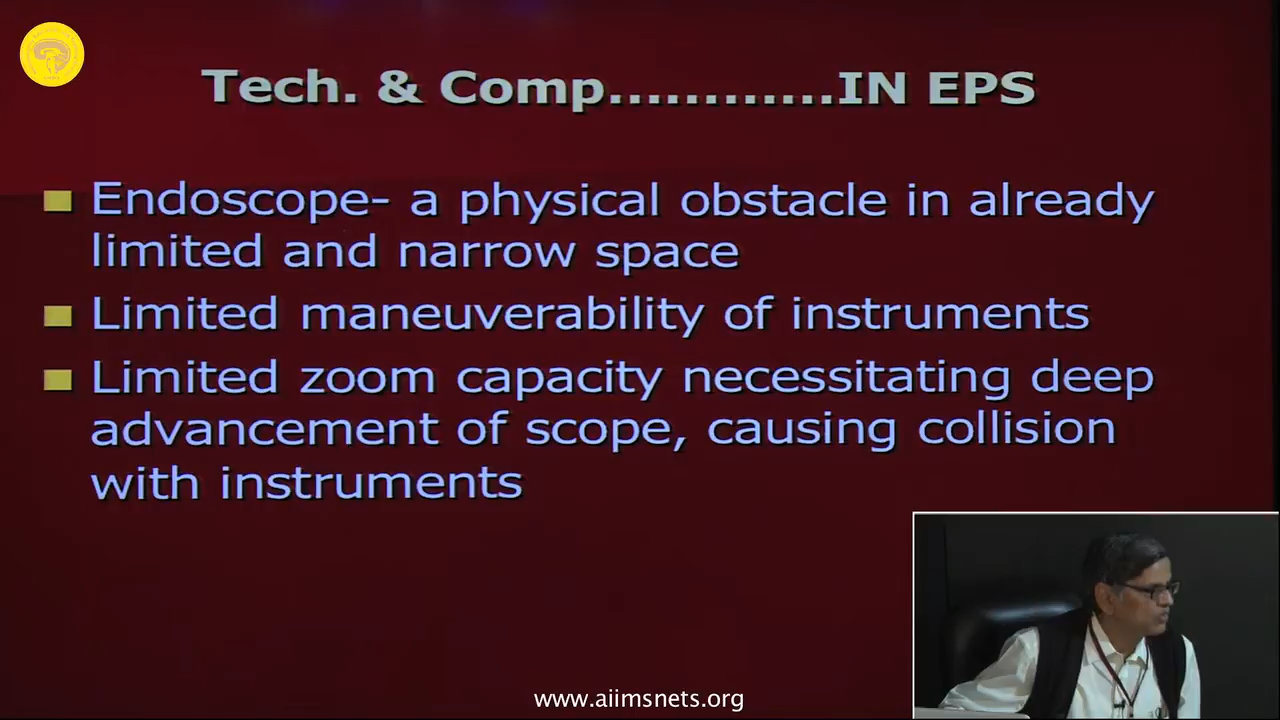 Tech. & Comp............IN EPS
Endoscope- a physical obstacle in already
limited and narrow space
Limited maneuverability of instruments
Limited zoom capacity necessitating deep
advancement of scope, causing collision
with instruments
www.aiimsnets.org